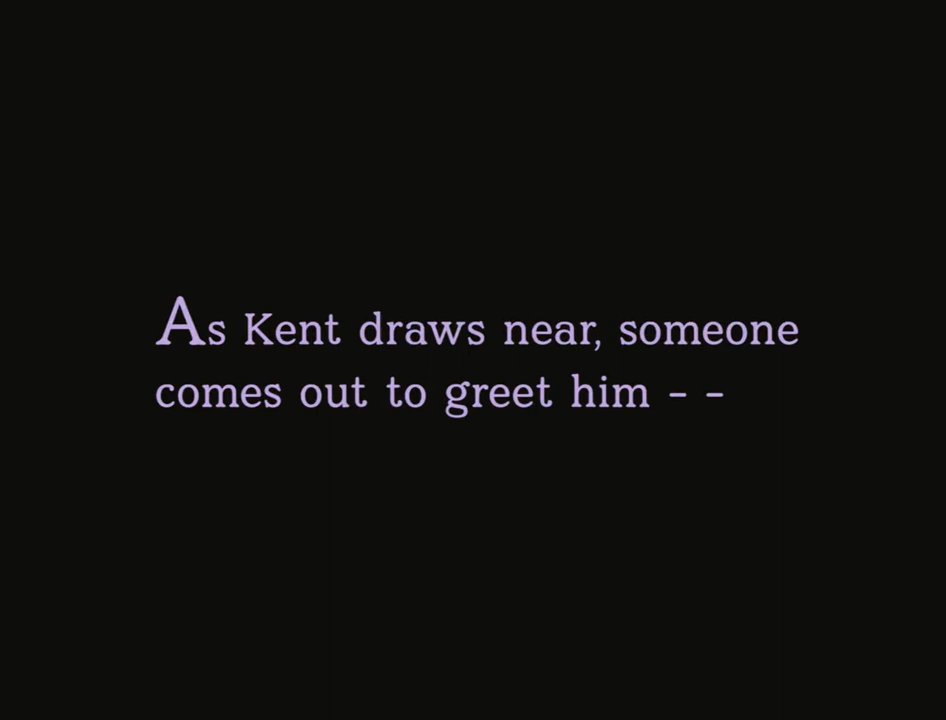 As Kent draws near, someone
comes out to greet him - -